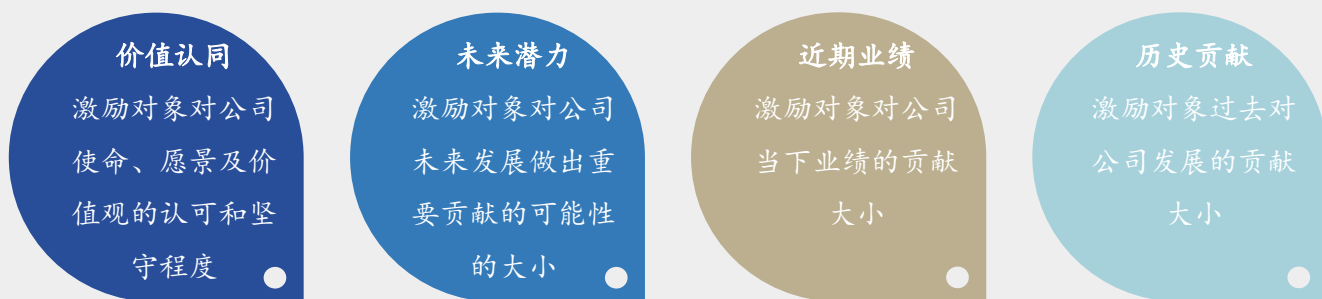 价值认同
激励对象对公司
使命、愿景及价
值观的认可和坚
守程度
未来潜力
激励对象对公司
未来发展做出重
要贡献的可能性
的大小
近期业绩
激励对象对公司
当下业绩的贡献
大小
历史贡献
激励对象过去对
公司发展的贡献
大小